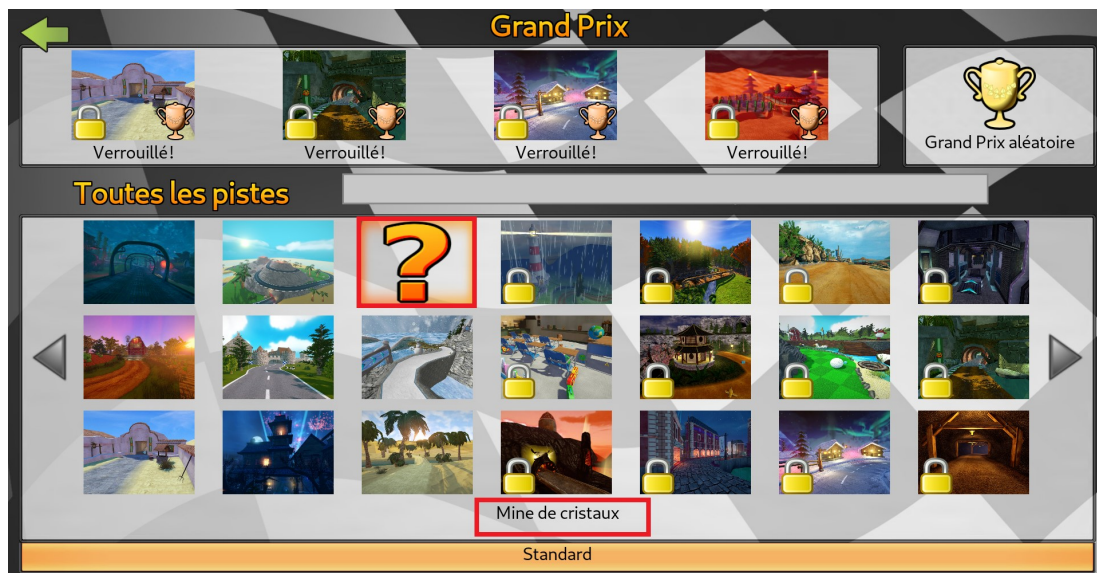 Grand Prix
Verrouillé!
Verrouillé!
Verrouillé!
Verrouillé!
Grand Prix aléatoire
Toutes les pistes
?
Mine de cristaux
Standard